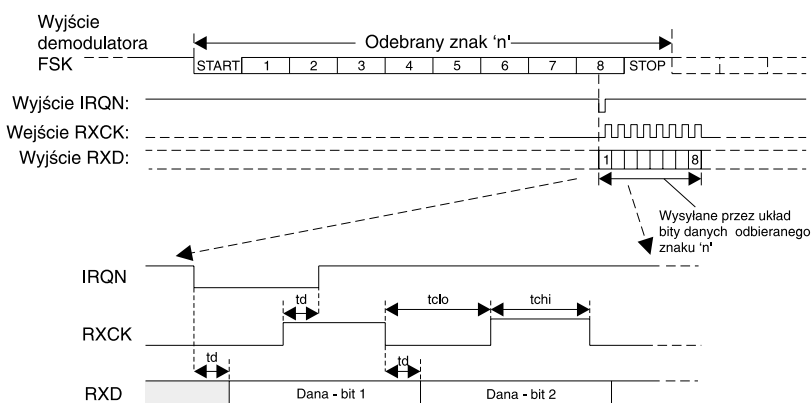 Wyjście
demodulatora
FSK
Odebrany znak 'n'
START 1 2 3 4 5 6 7 8 STOP
Wyjście IRQN:
Wejście RXCK:
Wyjście RXD:
1 8
Wysyłane przez układ
bity danych odbieranego
znaku 'n'
IRQN
td tclo tchi
RXCK
td td
RXD
Dana - bit 1 Dana - bit 2